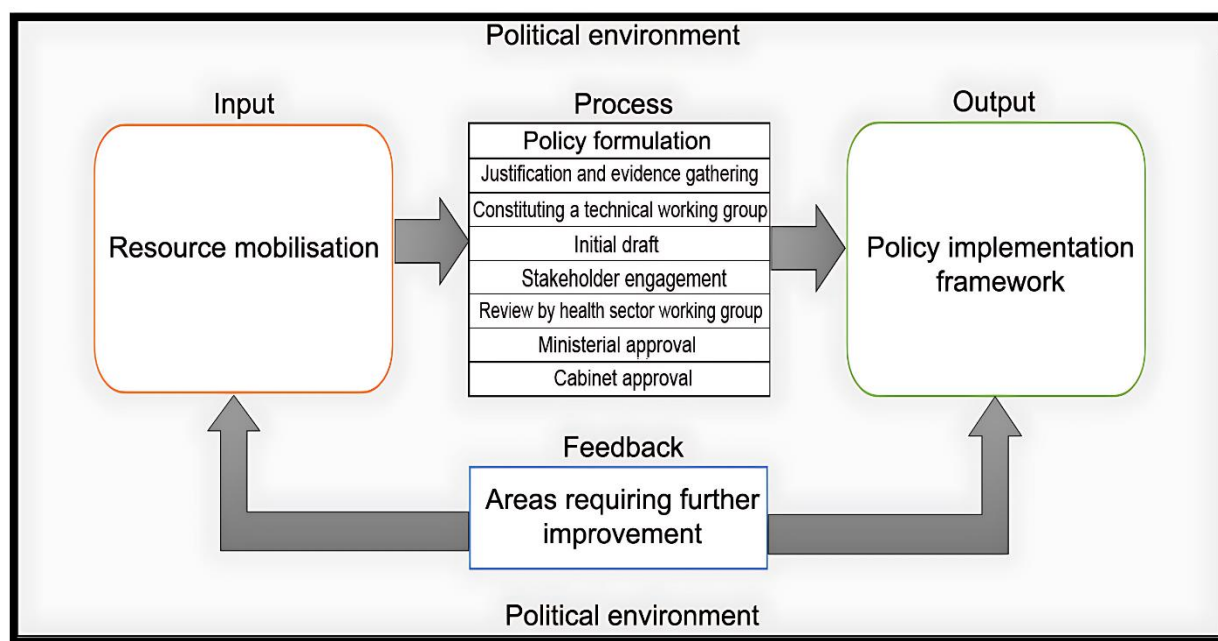 Political environment
Input
Process
Output
Resource mobilisation
Policy formulation
Justification and evidence gathering
Constituting a technical working group
Initial draft
Stakeholder engagement
Review by health sector working group
Ministerial approval
Cabinet approval
Policy implementation
framework
Feedback
Areas requiring further
improvement
Political environment